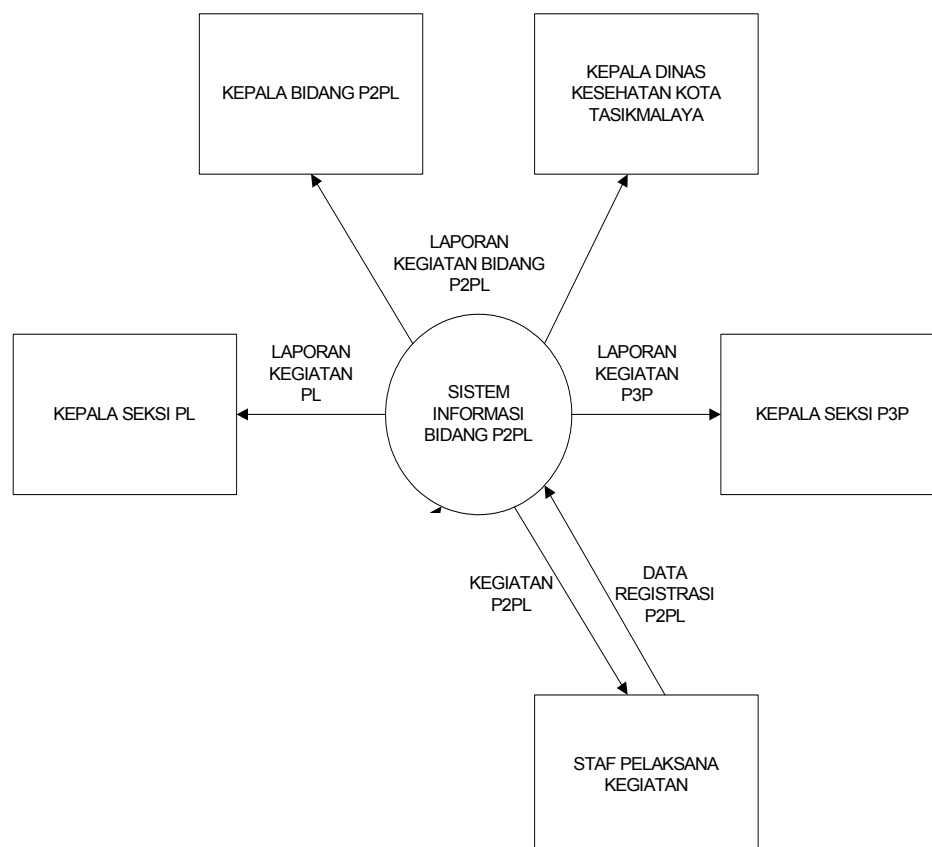 KEPALA BIDANG P2PL
KEPALA DINAS
KESEHATAN KOTA
TASIKMALAYA
LAPORAN
KEGIATAN BIDANG
P2PL
KEPALA SEKSI PL
LAPORAN
KEGIATAN
PL
SISTEM
INFORMASI
BIDANG P2PL
LAPORAN
KEGIATAN
P3P
KEPALA SEKSI P3P
KEGIATAN
P2PL
DATA
REGISTRASI
P2PL
STAF PELAKSANA
KEGIATAN